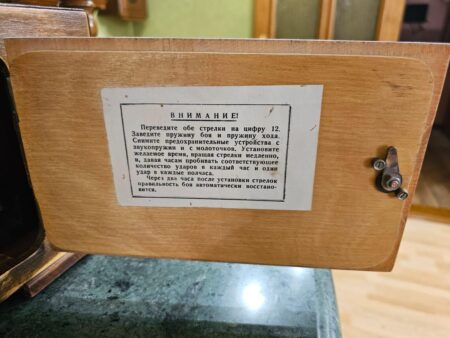 ВНИМАНИЕ!
Переведите обе стрелки на цифру 12.
Заведите пружину боя и пружину хода.
Снимите предохранительные устройства с
звукопружин и с молоточков. Установите
желаемое время, вращая стрелки медленно,
и, давая часам пробивать соответствующее
количество ударов в каждый час и один
удар в каждые полчаса.
Через два часа после установки стрелок
правильность боя автоматически восстано-
вится.